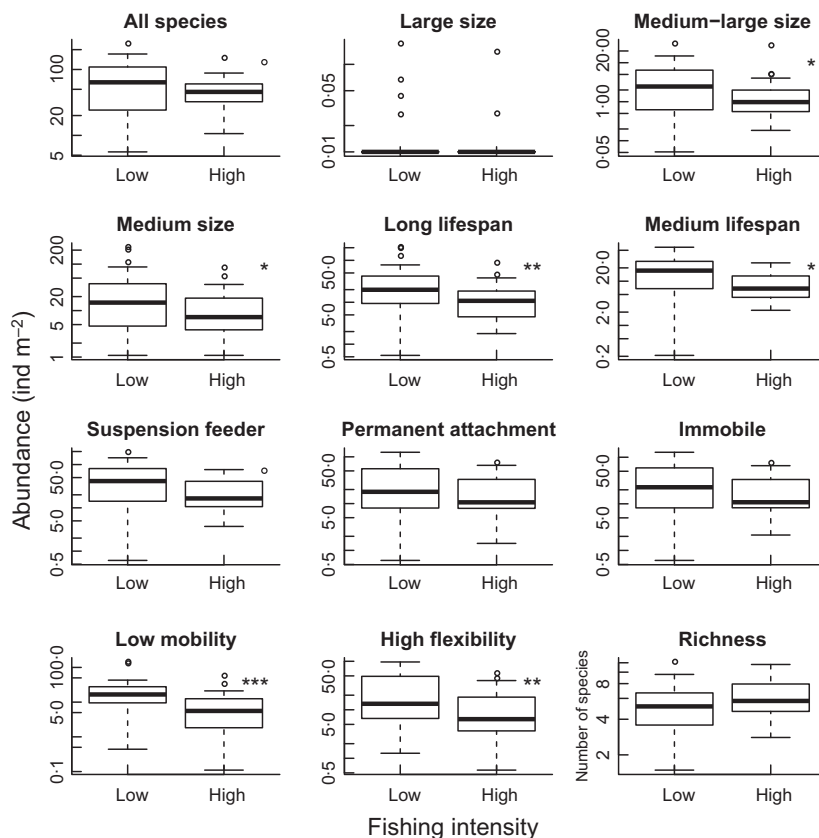 All species
100
20
5
°
Low High
Large size
0·05
0·01
Low High
Medium−large size
20·00
1·00
0·05
*
Low High
Abundance (ind m⁻²)
Medium size
200
20
5
1
*
Low High
Long lifespan
50·0
5·0
0·5
**
Low High
Medium lifespan
20·0
2·0
0·2
*
Low High
Suspension feeder
50·0
5·0
0·5
°
Low High
Permanent attachment
50·0
5·0
0·5
Low High
Immobile
50·0
5·0
0·5
Low High
Low mobility
100·0
5·0
0·1
***
Low High
High flexibility
50·0
5·0
0·5
**
Low High
Richness
Number of species
8
4
2
Low High
Fishing intensity